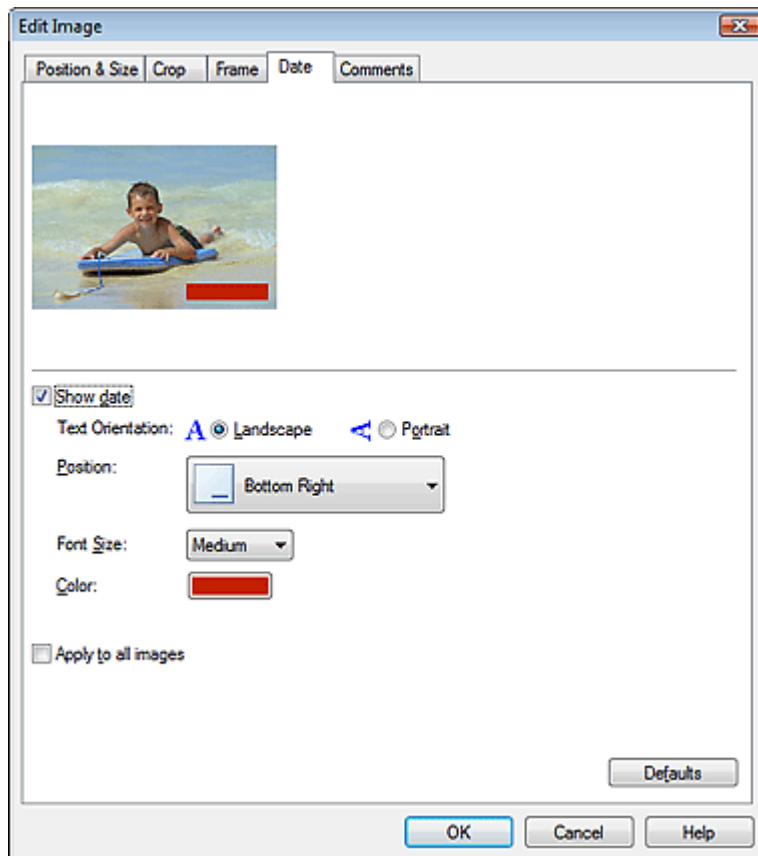 Edit Image
Position & Size Crop Frame Date Comments
Show date
Text Orientation: A Landscape A Portrait
Position: Bottom Right
Font Size: Medium
Color:
Apply to all images
Defaults
OK Cancel Help